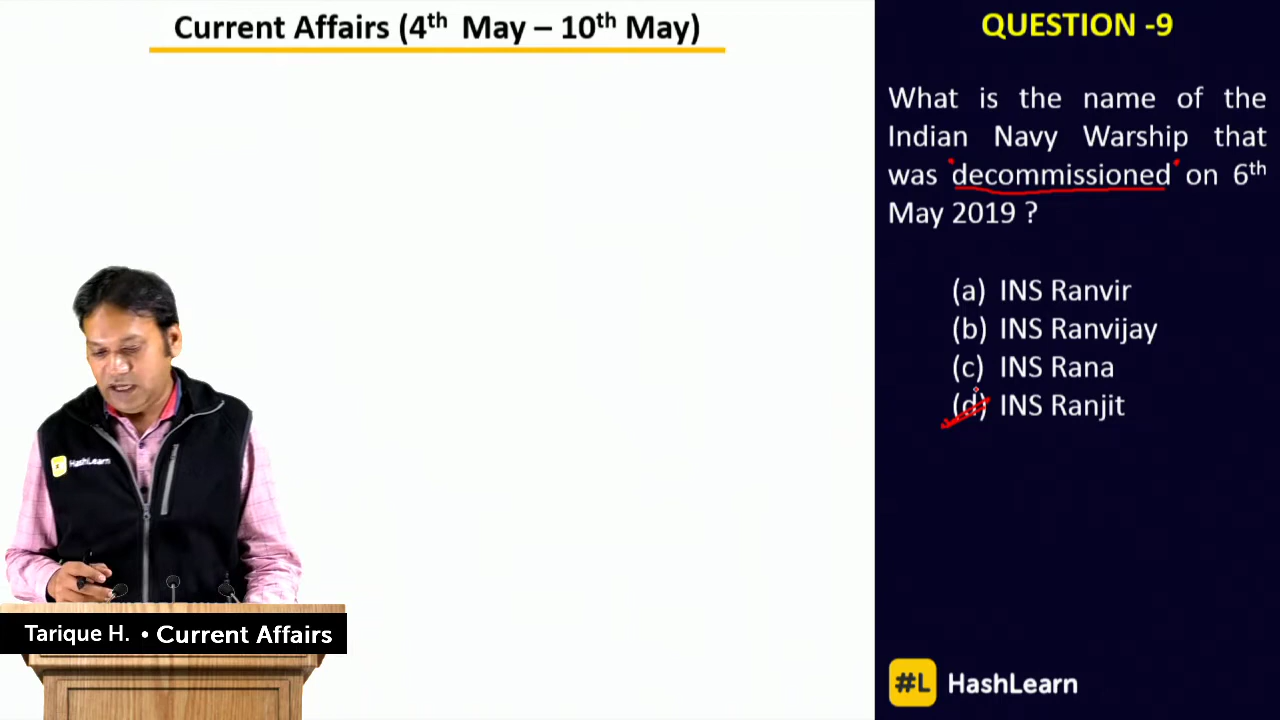 Current Affairs (4th May – 10th May)
QUESTION -9
What is the name of the
Indian Navy Warship that
was decommissioned on 6th
May 2019 ?
(a) INS Ranvir
(b) INS Ranvijay
(c) INS Rana
(d) INS Ranjit
HashLearn
Tarique H. • Current Affairs
#L HashLearn